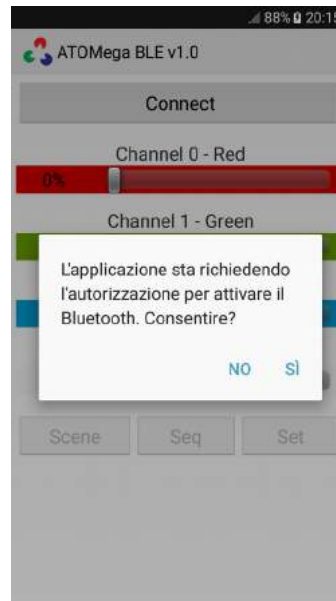 88% 20:15
ATOMega BLE v1.0
Connect
Channel 0 - Red
0%
Channel 1 - Green
L'applicazione sta richiedendo
l'autorizzazione per attivare il
Bluetooth. Consentire?
NO SÌ
Scene Seq Set